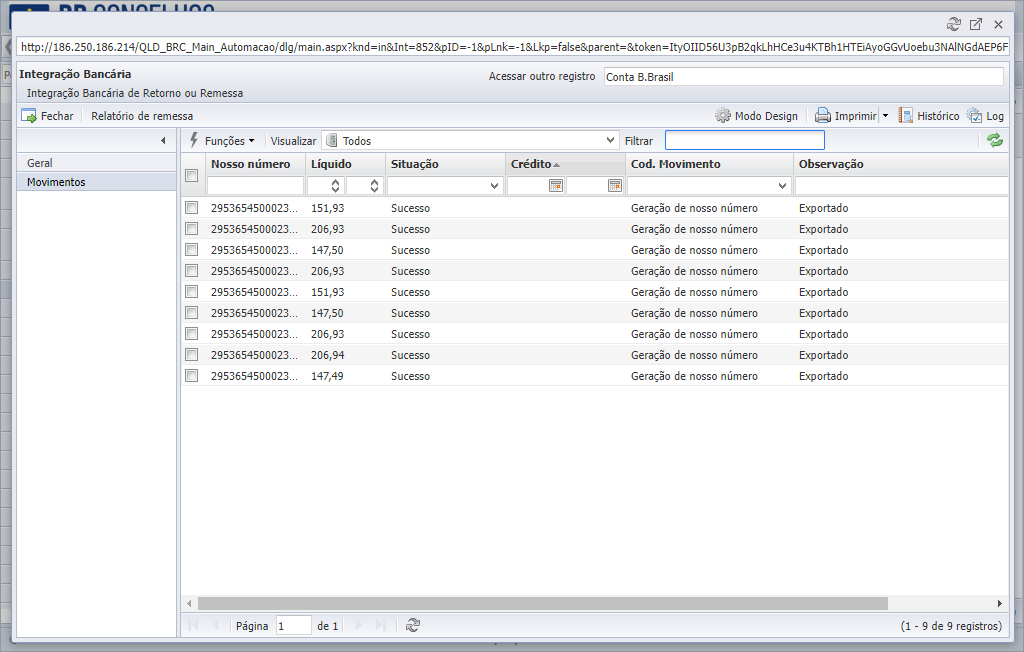 BR CONSELHOS
http://186.250.186.214/QLD_BRC_Main_Automacao/dlg/main.aspx?knd=in&Int=852&pID=-1&pLnk=-1&Lkp=false&parent=&token=ItyOIID56U3pB2qkLhHCe3u4KTBh1HTEiAyoGGvUoebu3NAlNGdAEP6F
Integração Bancária
Acessar outro registro Conta B.Brasil
Integração Bancária de Retorno ou Remessa
Fechar Relatório de remessa Modo Design Imprimir Histórico Log
Funções Visualizar Todos Filtrar
Geral
Movimentos
Nosso número Líquido Situação Crédito Cod. Movimento Observação
2953654500023... 151,93 Sucesso Geração de nosso número Exportado
2953654500023... 206,93 Sucesso Geração de nosso número Exportado
2953654500023... 147,50 Sucesso Geração de nosso número Exportado
2953654500023... 206,93 Sucesso Geração de nosso número Exportado
2953654500023... 151,93 Sucesso Geração de nosso número Exportado
2953654500023... 147,50 Sucesso Geração de nosso número Exportado
2953654500023... 206,93 Sucesso Geração de nosso número Exportado
2953654500023... 206,94 Sucesso Geração de nosso número Exportado
2953654500023... 147,49 Sucesso Geração de nosso número Exportado
Página 1 de 1 (1 - 9 de 9 registros)